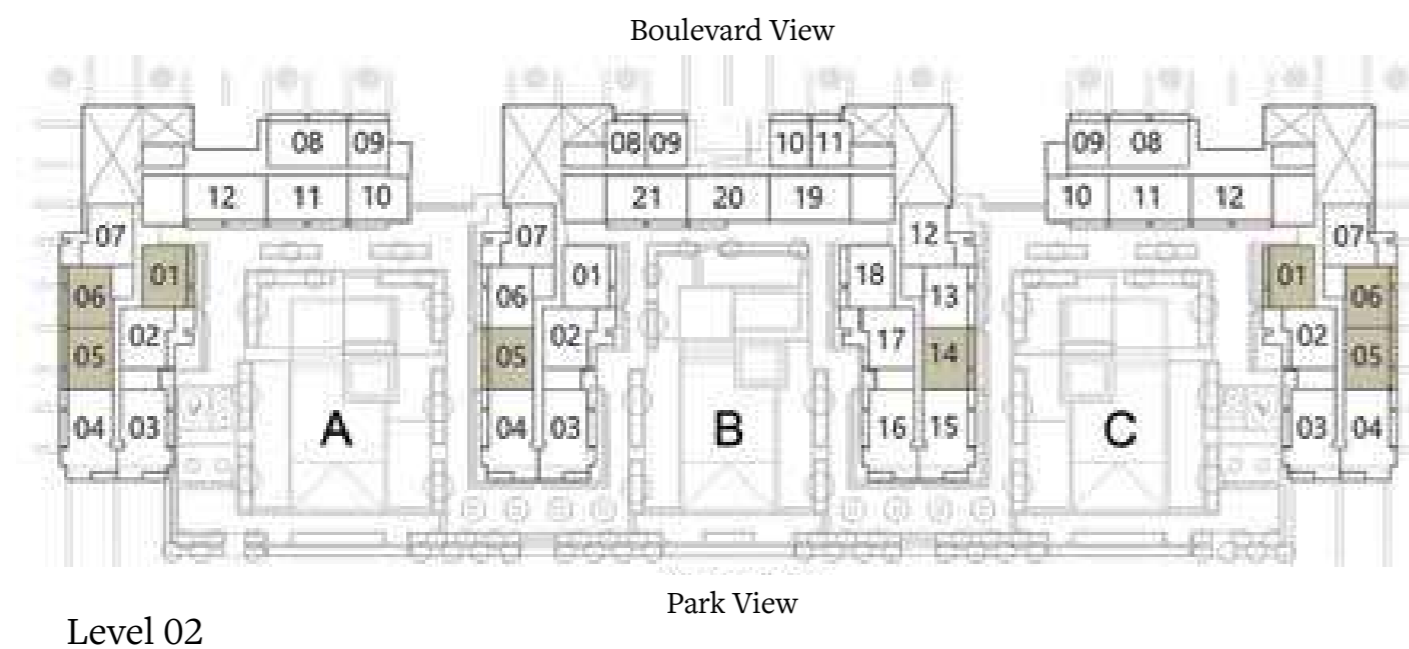 Boulevard View
08 09 08 09 10 11 09 08
12 11 10 21 20 19 10 11 12
07 07 12 07
01 01 18 01
06 06 13 06
02 02 17 02
05 05 14 05
04 03 A 04 03 B 16 15 C 03 04
Park View
Level 02